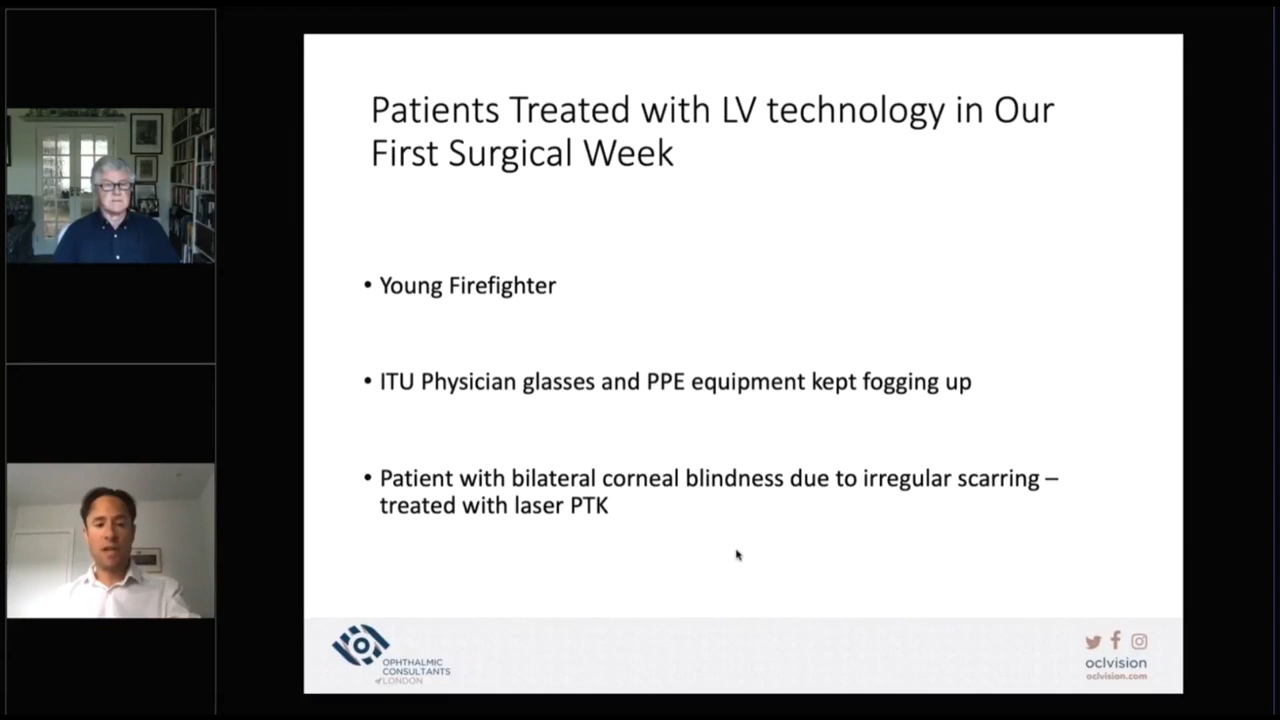 Patients Treated with LV technology in Our
First Surgical Week
• Young Firefighter
• ITU Physician glasses and PPE equipment kept fogging up
• Patient with bilateral corneal blindness due to irregular scarring –
treated with laser PTK
OPHTHALMIC
CONSULTANTS
of LONDON
oclvision
oclvision.com